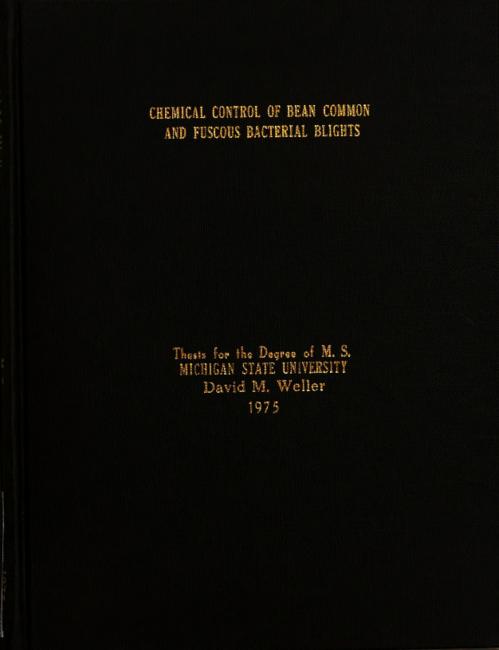 CHEMICAL CONTROL OF BEAN COMMON
AND FUSCOUS BACTERIAL BLIGHTS
Thesis for the Degree of M. S.
MICHIGAN STATE UNIVERSITY
David M. Weller
1975